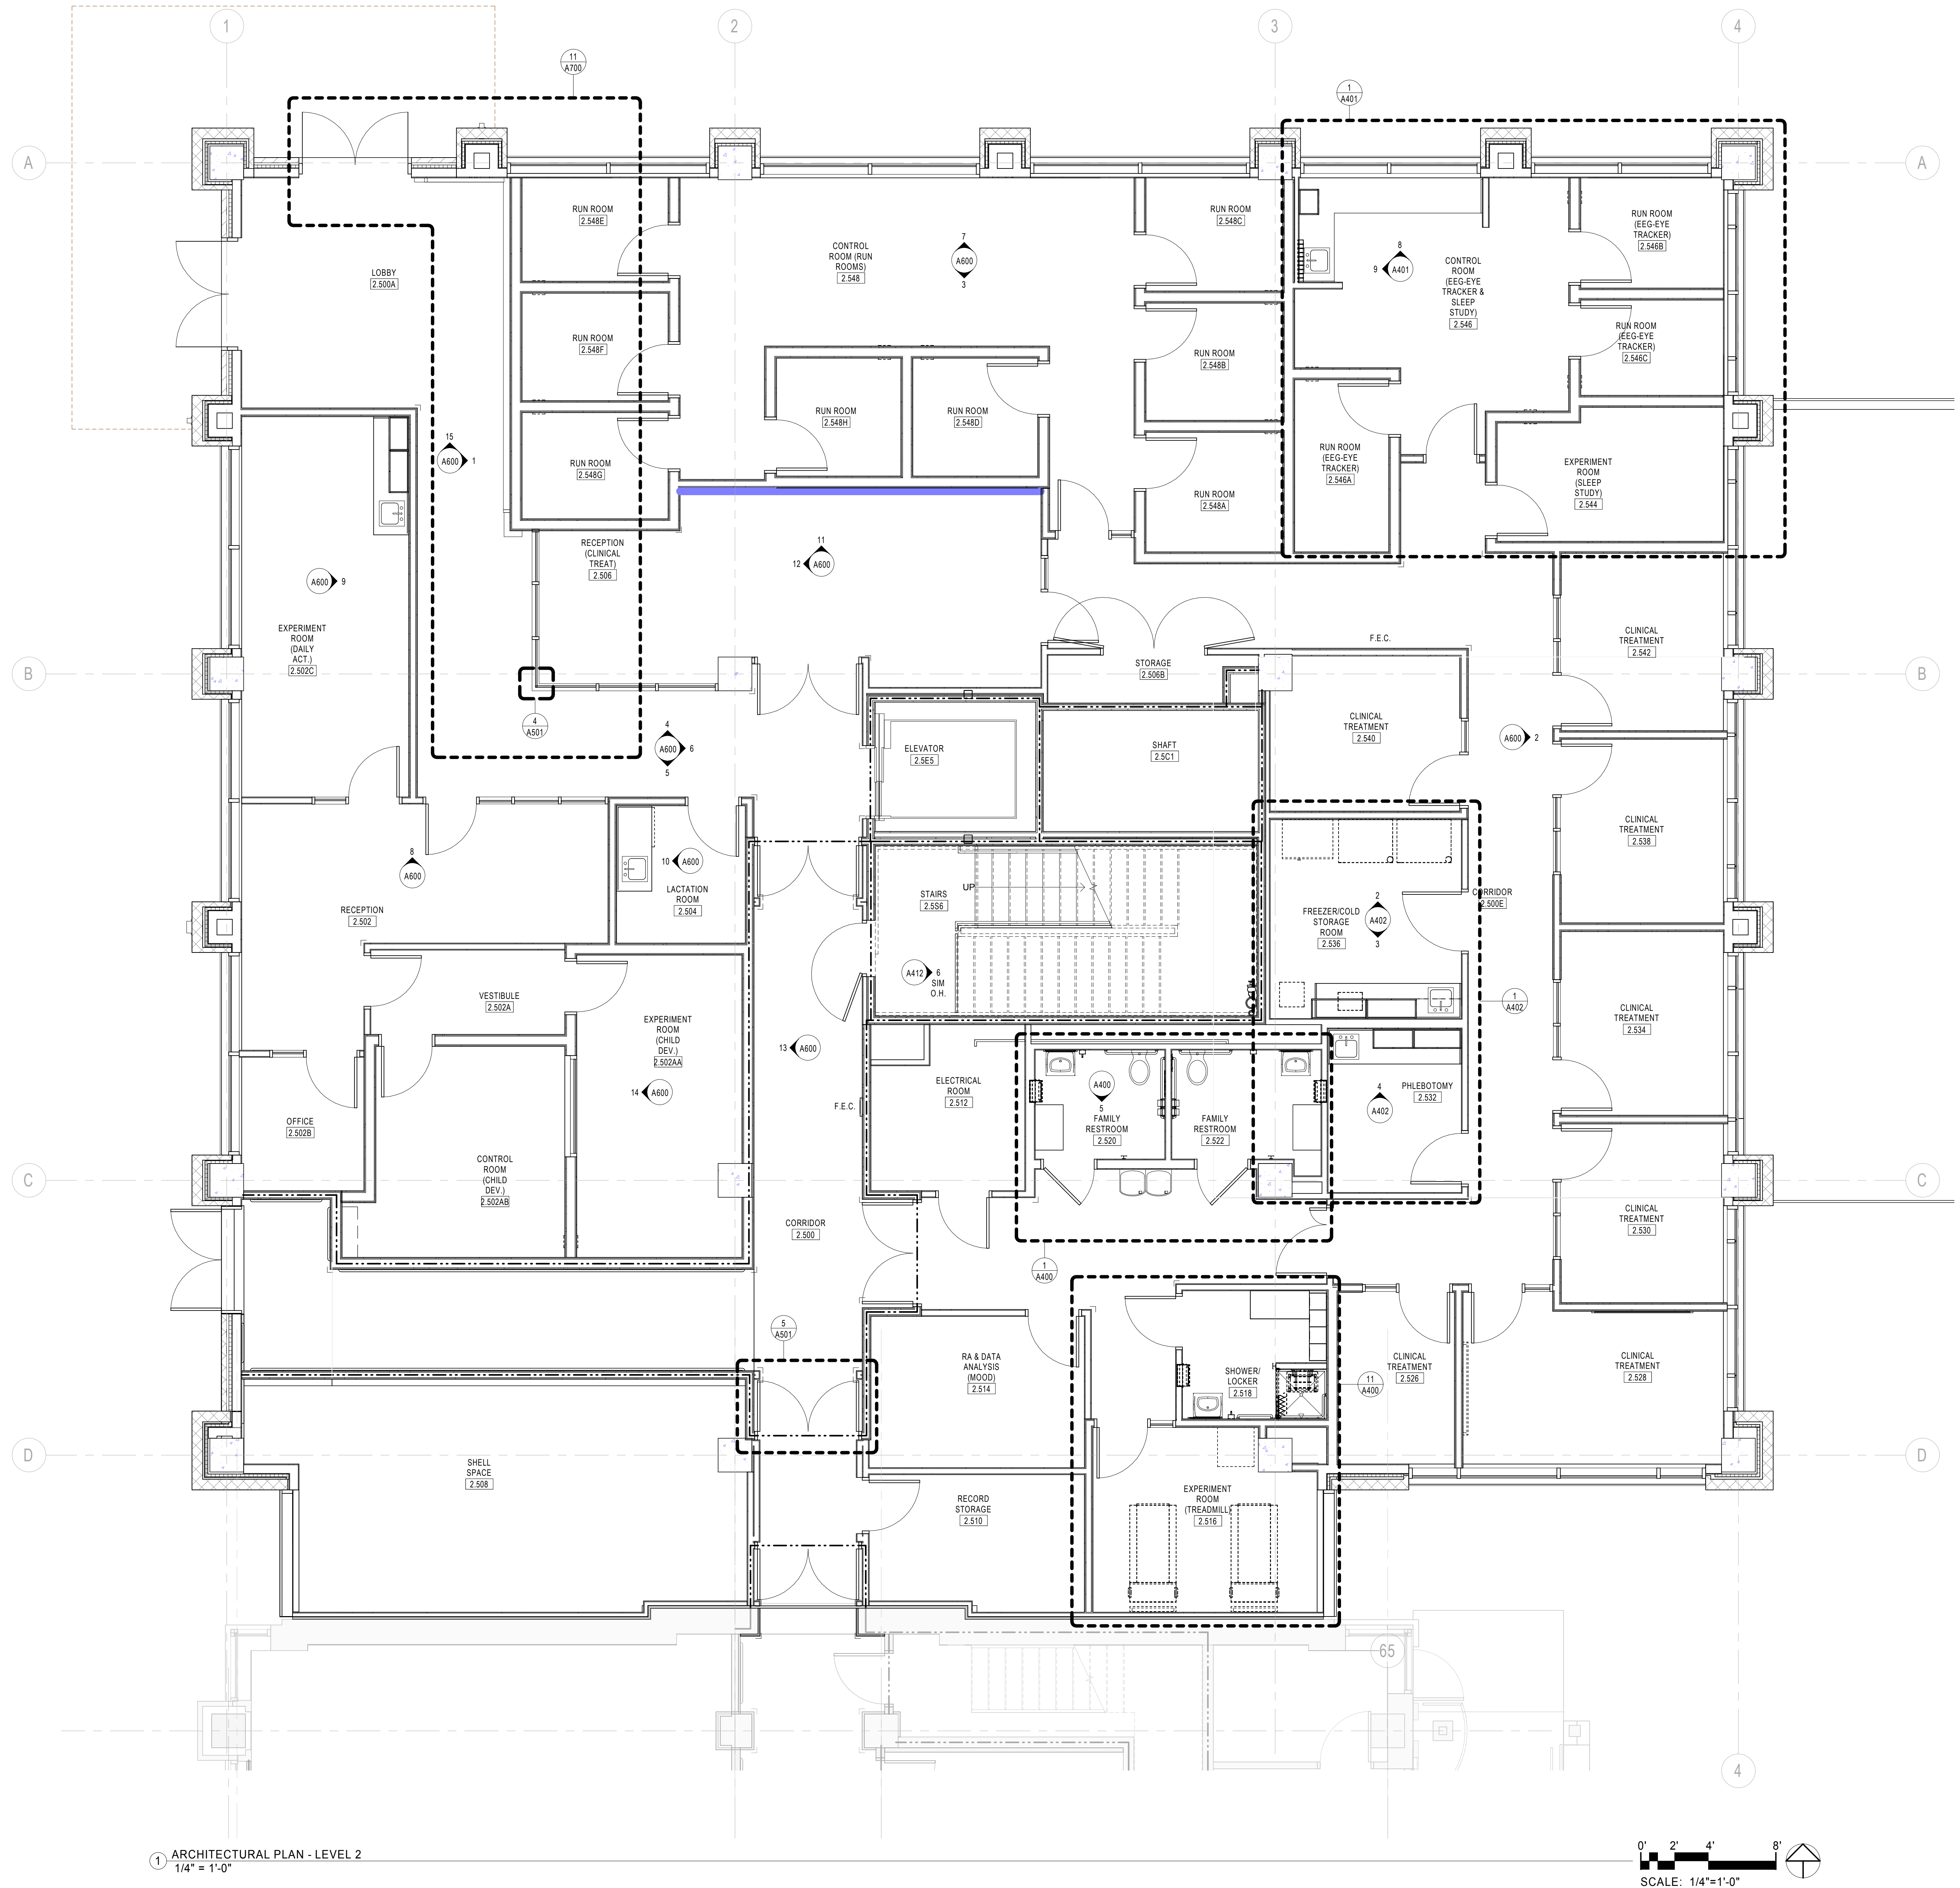 1
2
3
4
11
A700
1
A401
A
A
RUN ROOM
2.548E
RUN ROOM
2.548C
RUN ROOM
(EEG-EYE
TRACKER)
2.546B
CONTROL
ROOM (RUN
ROOMS)
2.548
7
A600
3
8
9
A401
CONTROL
ROOM
(EEG-EYE
TRACKER &
SLEEP
STUDY)
2.546
LOBBY
2.500A
RUN ROOM
2.548F
RUN ROOM
2.548B
RUN ROOM
(EEG-EYE
TRACKER)
2.546C
RUN ROOM
2.548H
RUN ROOM
2.548D
15
A600
1
RUN ROOM
2.548G
RUN ROOM
2.548A
RUN ROOM
(EEG-EYE
TRACKER)
2.546A
EXPERIMENT
ROOM
(SLEEP
STUDY)
2.544
RECEPTION
(CLINICAL
TREAT)
2.506
11
12
A600
A600
9
EXPERIMENT
ROOM
(DAILY
ACT.)
2.502C
F.E.C.
CLINICAL
TREATMENT
2.542
B
STORAGE
2.506B
B
4
A501
4
A600
6
5
ELEVATOR
2.5E5
SHAFT
2.5C1
CLINICAL
TREATMENT
2.540
A600
2
CLINICAL
TREATMENT
2.538
8
A600
10
A600
LACTATION
ROOM
2.504
UP
STAIRS
2.5S6
RECEPTION
2.502
FREEZER/COLD
STORAGE
ROOM
2.536
2
A402
3
CORRIDOR
2.500E
A412
6
SIM
O.H.
VESTIBULE
2.502A
1
A402
EXPERIMENT
ROOM
(CHILD
DEV.)
2.502AA
CLINICAL
TREATMENT
2.534
13
A600
14
A600
ELECTRICAL
ROOM
2.512
F.E.C.
A400
5
FAMILY
RESTROOM
2.520
FAMILY
RESTROOM
2.522
4
A402
PHLEBOTOMY
2.532
OFFICE
2.502B
CONTROL
ROOM
(CHILD
DEV.)
2.502AB
C
C
CORRIDOR
2.500
CLINICAL
TREATMENT
2.530
1
A400
5
A501
RA & DATA
ANALYSIS
(MOOD)
2.514
SHOWER/
LOCKER
2.518
11
A400
CLINICAL
TREATMENT
2.526
CLINICAL
TREATMENT
2.528
D
D
SHELL
SPACE
2.508
RECORD
STORAGE
2.510
EXPERIMENT
ROOM
(TREADMILL)
2.516
65
4
1
ARCHITECTURAL PLAN - LEVEL 2
1/4" = 1'-0"
0' 2' 4' 8'
SCALE: 1/4"=1'-0"